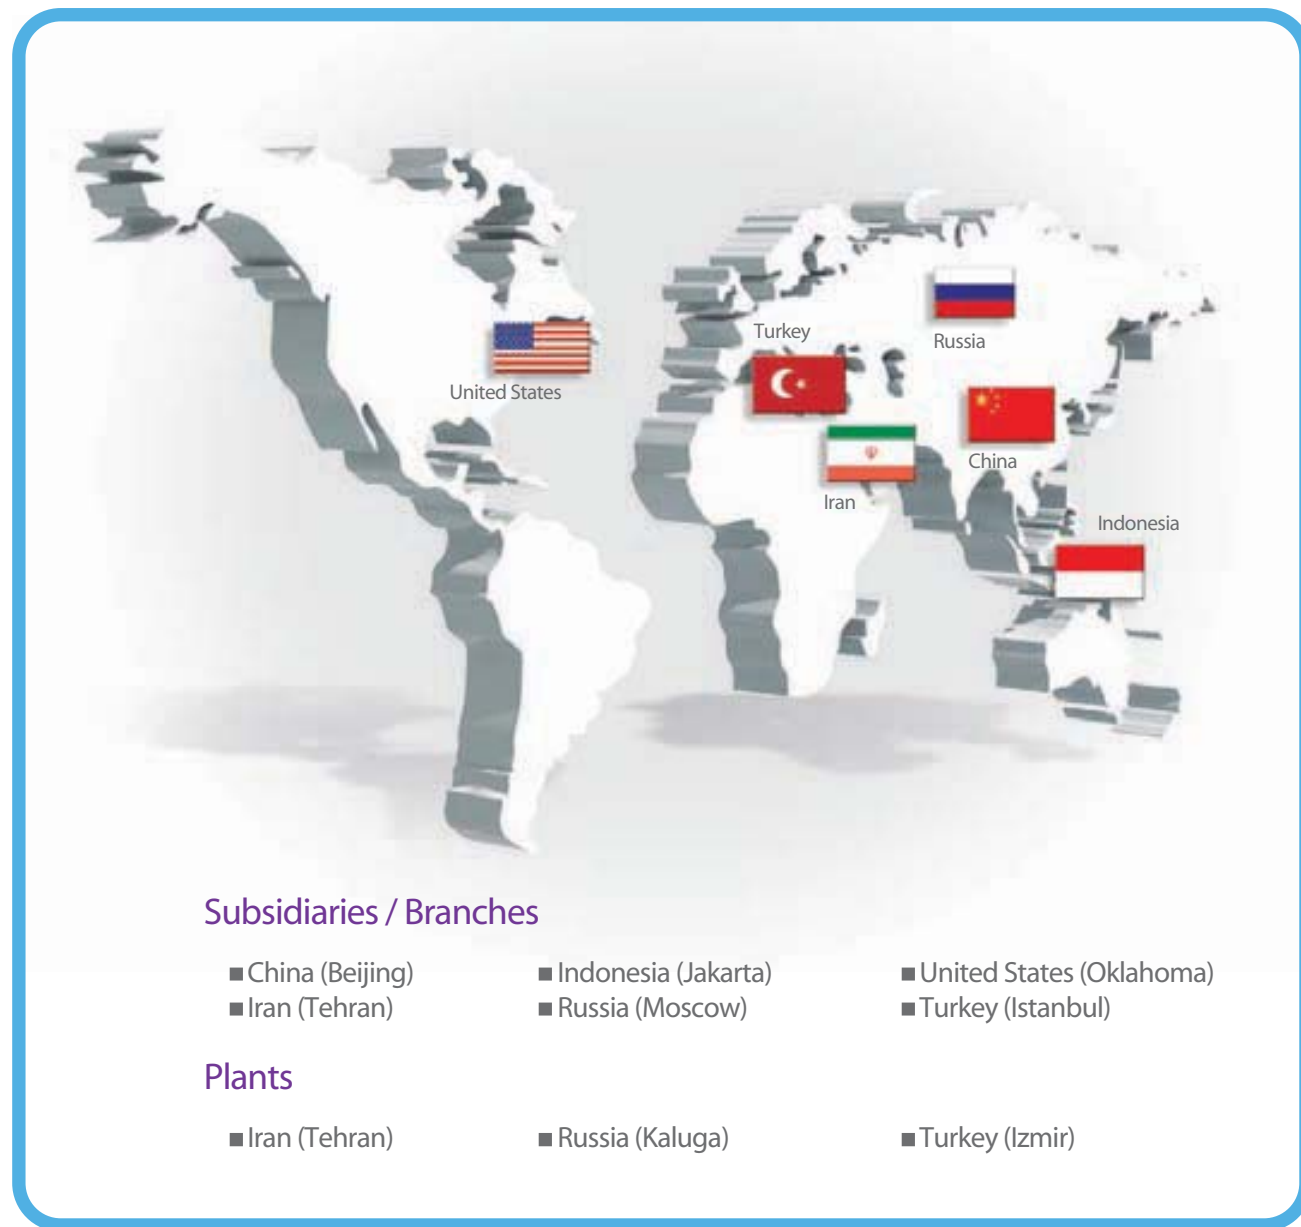 Turkey
Russia
United States
China
Iran
Indonesia
Subsidiaries / Branches
■ China (Beijing) ■ Indonesia (Jakarta) ■ United States (Oklahoma)
■ Iran (Tehran) ■ Russia (Moscow) ■ Turkey (Istanbul)
Plants
■ Iran (Tehran) ■ Russia (Kaluga) ■ Turkey (Izmir)